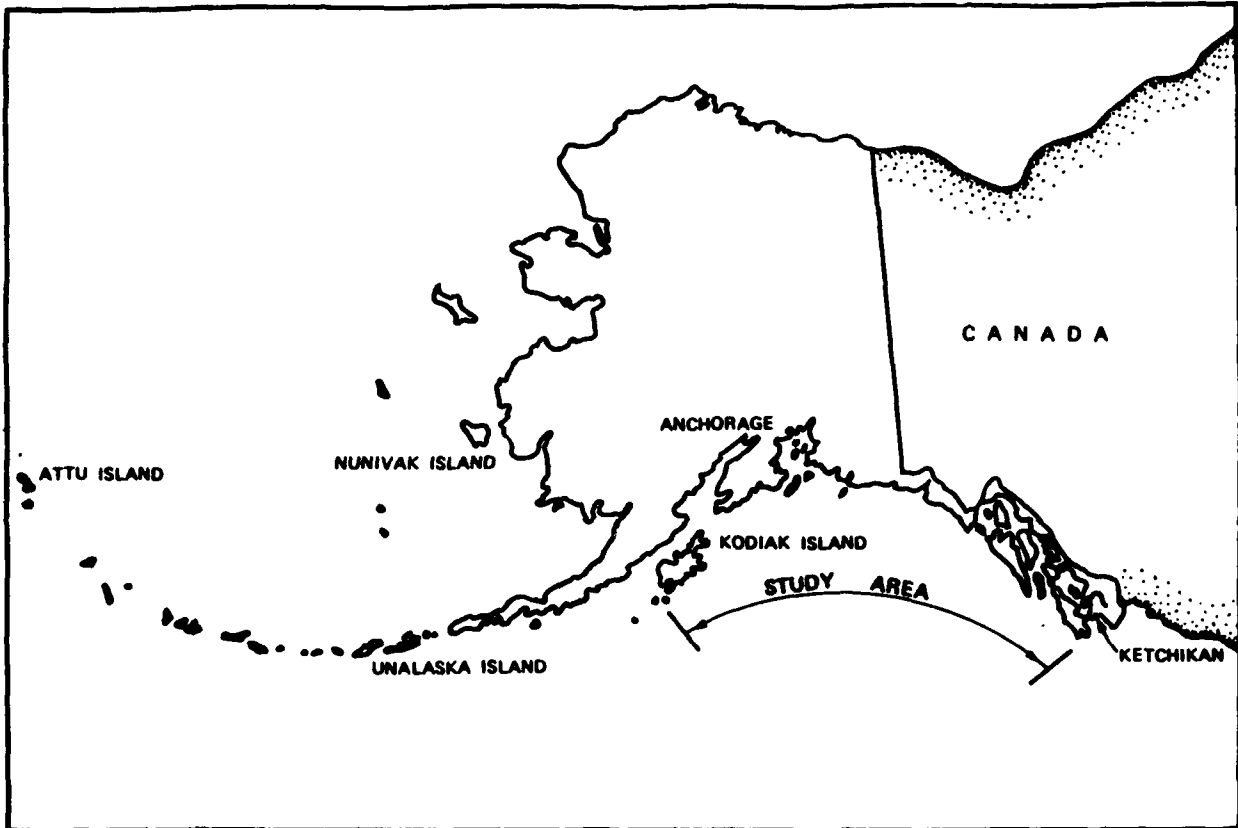 CANADA
ANCHORAGE
NUNIVAK ISLAND
ATTU ISLAND
KODIAK ISLAND
STUDY AREA
UNALASKA ISLAND
KETCHIKAN